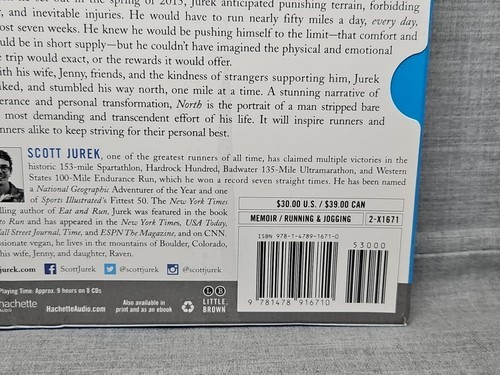 set out in the spring of 2015, Jurek anticipated punishing terrain, forbidding
, and inevitable injuries. He would have to run nearly fifty miles a day, every day,
ost seven weeks. He knew he would be pushing himself to the limit—that comfort and
uld be in short supply—but he couldn't have imagined the physical and emotional
e trip would exact, or the rewards it would offer.
ith his wife, Jenny, friends, and the kindness of strangers supporting him, Jurek
ked, and stumbled his way north, one mile at a time. A stunning narrative of
erance and personal transformation, North is the portrait of a man stripped bare
most demanding and transcendent effort of his life. It will inspire runners and
nners alike to keep striving for their personal best.
SCOTT JUREK, one of the greatest runners of all time, has claimed multiple victories in the
historic 153-mile Spartathlon, Hardrock Hundred, Badwater 135-Mile Ultramarathon, and Western
States 100-Mile Endurance Run, which he won a record seven straight times. He has been named
a National Geographic Adventurer of the Year and one
of Sports Illustrated's Fittest 50. The New York Times
lling author of Eat and Run, Jurek was featured in the book
to Run and has appeared in the New York Times, USA Today,
all Street Journal, Time, and ESPN The Magazine, and on CNN.
ssionate vegan, he lives in the mountains of Boulder, Colorado,
his wife, Jenny, and daughter, Raven.
jurek.com ScottJurek @scottjurek @scottjurek
$30.00 U.S. / $39.00 CAN
MEMOIR / RUNNING & JOGGING 2-X1671
ISBN 978-1-4789-1671-0
53000
9 781478 916710
Playing Time: Approx. 9 hours on 8 CDs
hachette
AUDIO
HachetteAudio.com
Also available in
print and as an ebook
LB
LITTLE,
BROWN